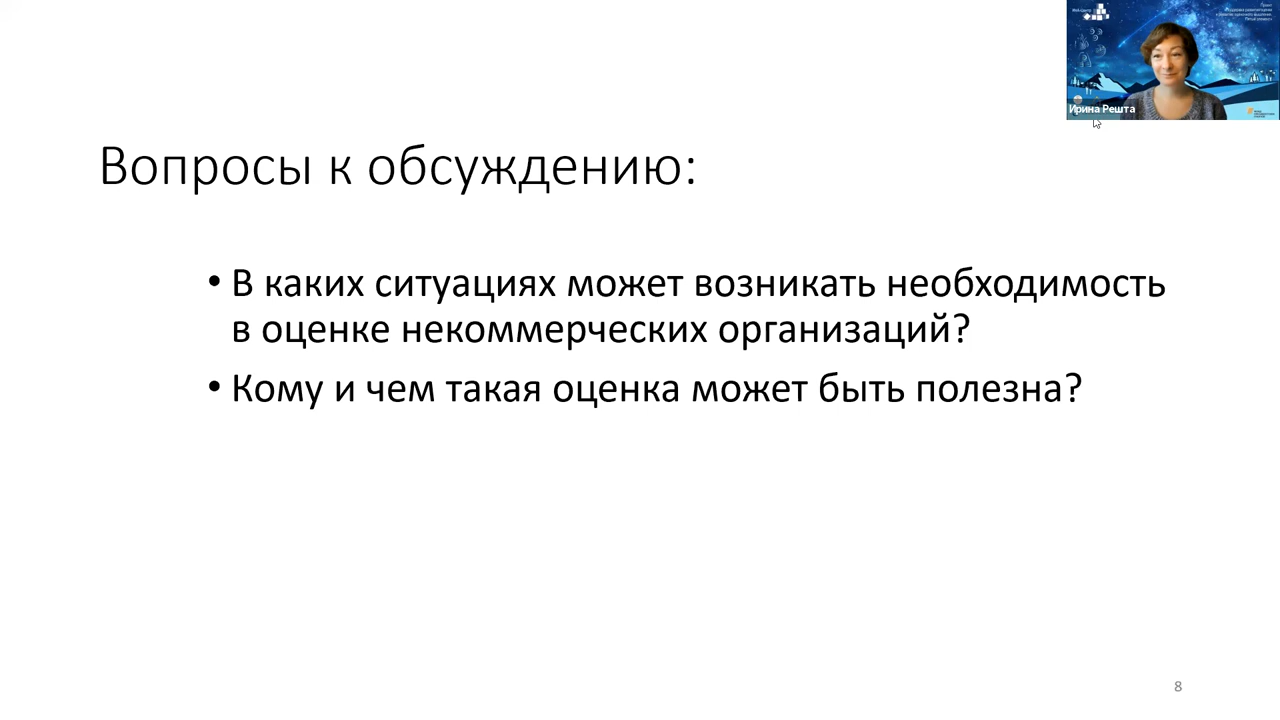 Ирина Решта
Вопросы к обсуждению:
• В каких ситуациях может возникать необходимость
в оценке некоммерческих организаций?
• Кому и чем такая оценка может быть полезна?
8